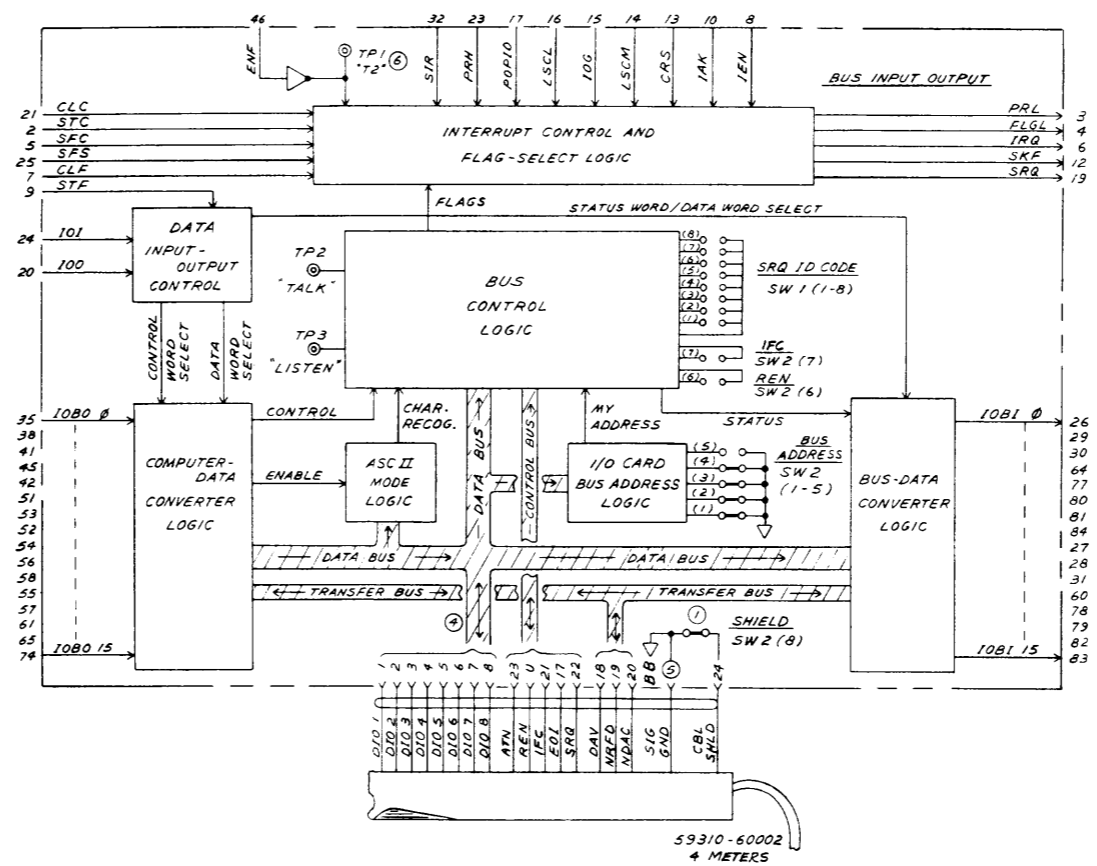 46
32
23
17
16
15
14
13
10
8
ENF
TP1
"T2"
6
SIR
PRH
POPIO
LSCL
IOG
LSCM
CRS
IAK
IEN
BUS INPUT OUTPUT
21 CLC
2 STC
5 SFC
25 SFS
7 CLF
9 STF
INTERRUPT CONTROL AND
FLAG-SELECT LOGIC
PRL 3
FLGL 4
IRQ 6
SKF 12
SRQ 19
FLAGS
STATUS WORD/DATA WORD SELECT
24 IOI
20 IOO
DATA
INPUT-
OUTPUT
CONTROL
TP2
"TALK"
TP3
"LISTEN"
BUS
CONTROL
LOGIC
(8)
(7)
(6)
(5)
(4)
(3)
(2)
(1)
SRQ ID CODE
SW 1 (1-8)
(7)
IFC
SW2 (7)
(6)
REN
SW2 (6)
CONTROL
WORD
SELECT
DATA
WORD
SELECT
35 IOBO Ø
38
41
45
42
51
53
52
54
56
58
55
57
61
65
74 IOBO 15
COMPUTER-
DATA
CONVERTER
LOGIC
CONTROL
CHAR.
RECOG.
ENABLE
ASC II
MODE
LOGIC
DATA BUS
CONTROL BUS
MY
ADDRESS
STATUS
I/O CARD
BUS ADDRESS
LOGIC
(5)
(4)
(3)
(2)
(1)
BUS
ADDRESS
SW2
(1-5)
BUS-DATA
CONVERTER
LOGIC
IOBI Ø 26
29
30
64
77
80
81
84
27
28
31
60
78
79
82
IOBI 15 83
DATA BUS
DATA BUS
TRANSFER BUS
TRANSFER BUS
4
1
SHIELD
SW2 (8)
5
1
2
3
4
5
6
7
8
23
U
21
17
22
18
19
20
BB
24
DIO 1
DIO 2
DIO 3
DIO 4
DIO 5
DIO 6
DIO 7
DIO 8
ATN
REN
IFC
EOI
SRQ
DAV
NRFD
NDAC
SIG
GND
CBL
SHLD
59310-60002
4 METERS